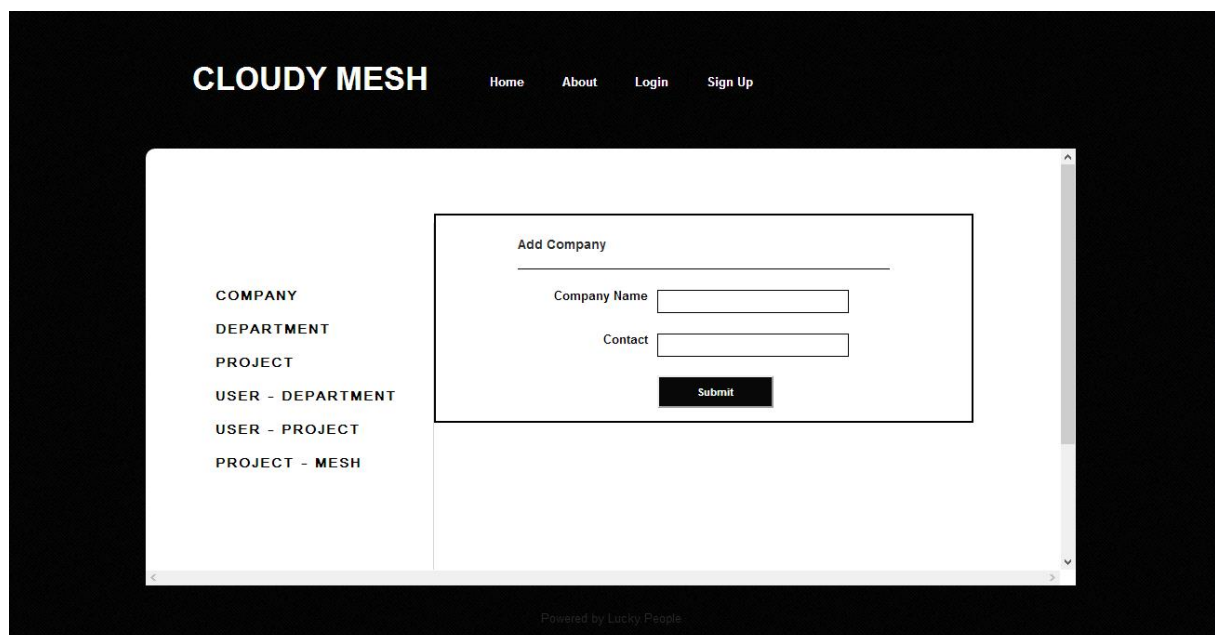 CLOUDY MESH
Home About Login Sign Up
Add Company
COMPANY
DEPARTMENT
PROJECT
USER - DEPARTMENT
USER - PROJECT
PROJECT - MESH
Company Name
Contact
Submit
Powered by Lucky People